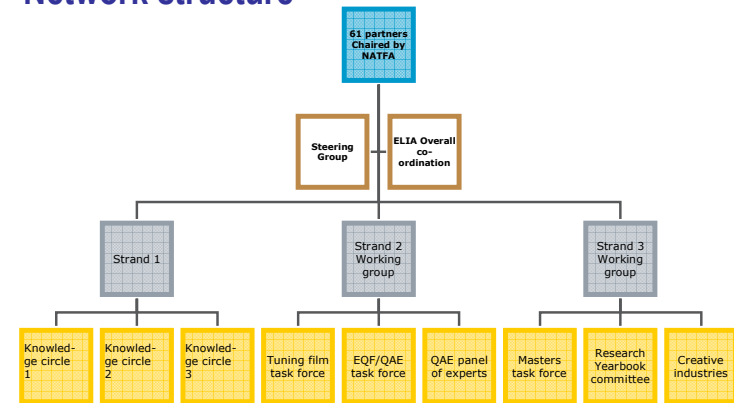 Network structure
61 partners
Chaired by
NATFA
Steering
Group
ELIA Overall
co-
ordination
Strand 1
Strand 2
Working
group
Strand 3
Working
group
Knowled-
ge circle
1
Knowled-
ge circle
2
Knowled-
ge circle
3
Tuning film
task force
EQF/QAE
task force
QAE panel
of experts
Masters
task force
Research
Yearbook
committee
Creative
industries